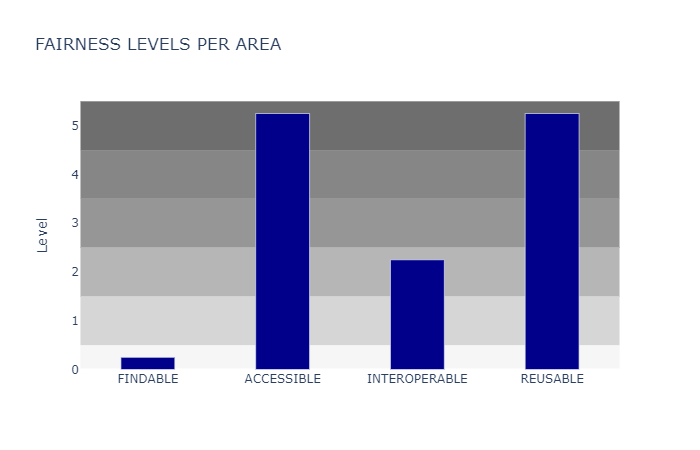 FAIRNESS LEVELS PER AREA
Level
5
4
3
2
1
0
FINDABLE ACCESSIBLE INTEROPERABLE REUSABLE